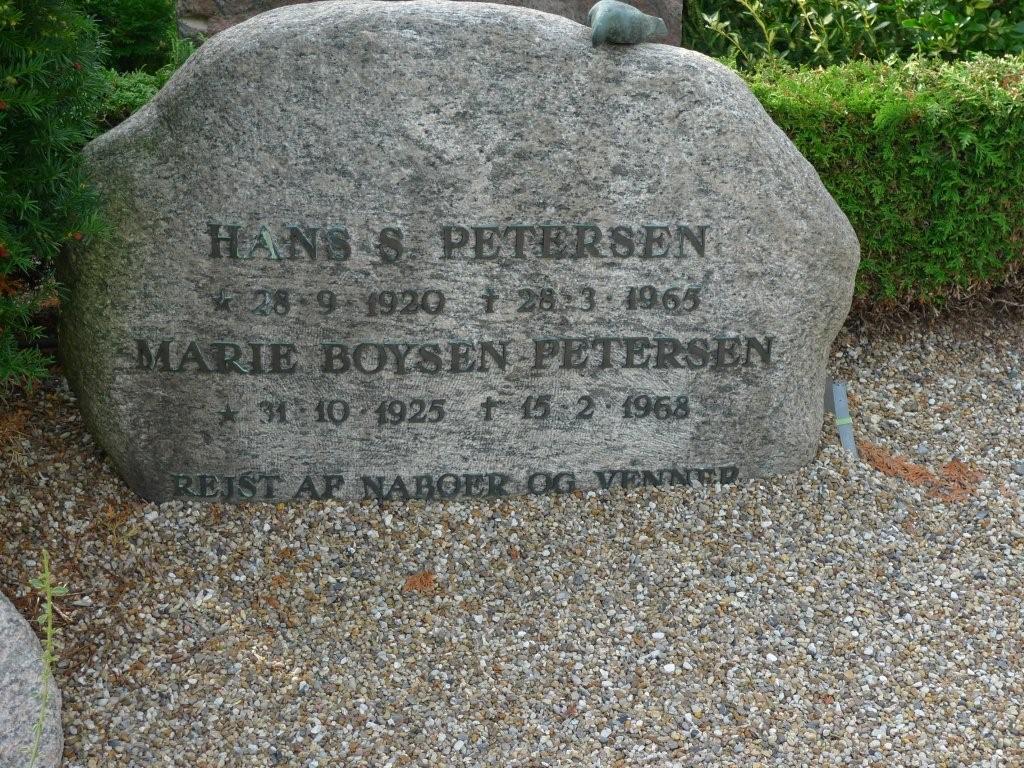 HANS S. PETERSEN
★ 28·9·1920 † 28·3·1965
MARIE BOYSEN PETERSEN
★ 31·10·1925 † 15·2·1968
REJST AF NABOER OG VENNER